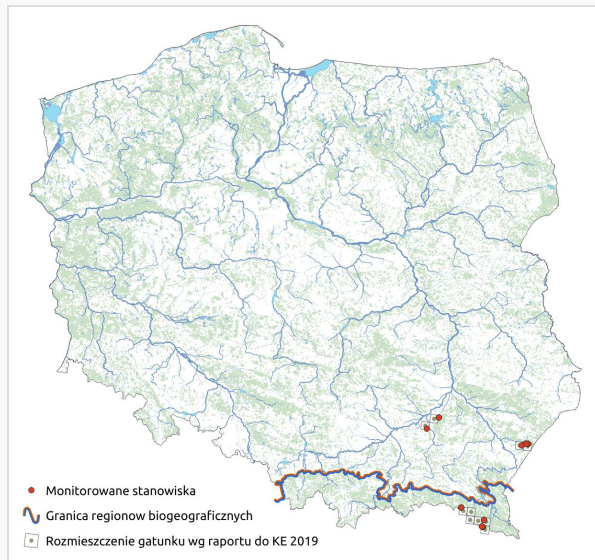 Monitorowane stanowiska
Granica regionow biogeograficznych
Rozmieszczenie gatunku wg raportu do KE 2019